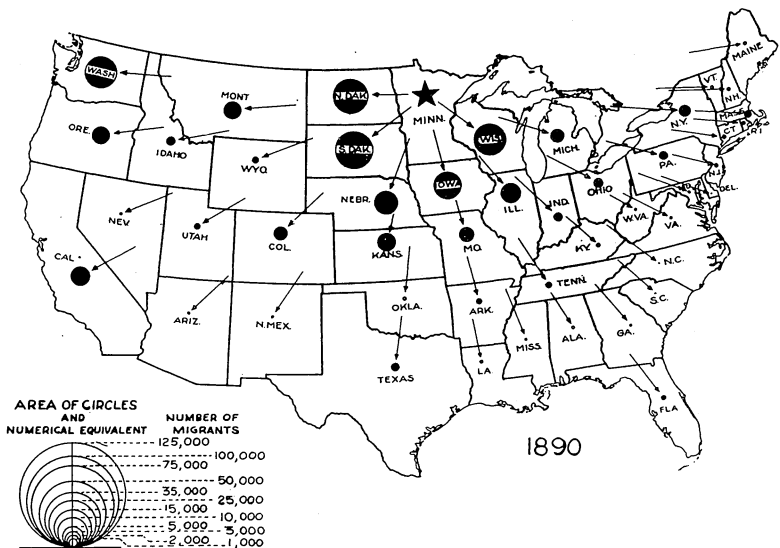 MAINE
WASH
N. DAK.
VT.
MONT
N.H.
MINN.
MASS.
ORE.
N.Y.
WIS.
CT
R.I
S. DAK.
MICH.
IDAHO
WYO.
PA.
N.J.
IOWA
NEBR.
OHIO
DEL.
ILL.
IND.
NEV.
W.VA.
VA.
UTAH
COL.
KANS.
MO.
KY.
CAL
N.C.
TENN.
OKLA.
ARK.
S.C.
ARIZ.
N.MEX.
GA.
MISS.
ALA.
LA.
TEXAS
FLA
AREA OF CIRCLES
AND
NUMERICAL EQUIVALENT
NUMBER OF
MIGRANTS
125,000
100,000
75,000
50,000
35,000
25,000
15,000
10,000
5,000
3,000
2,000
1,000
1890